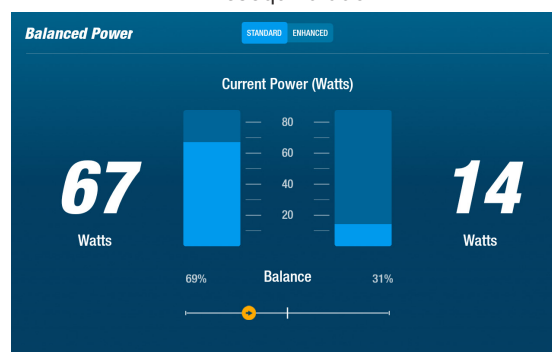 Balanced Power
STANDARD ENHANCED
Current Power (Watts)
80
60
40
20
67
Watts
14
Watts
69% Balance 31%